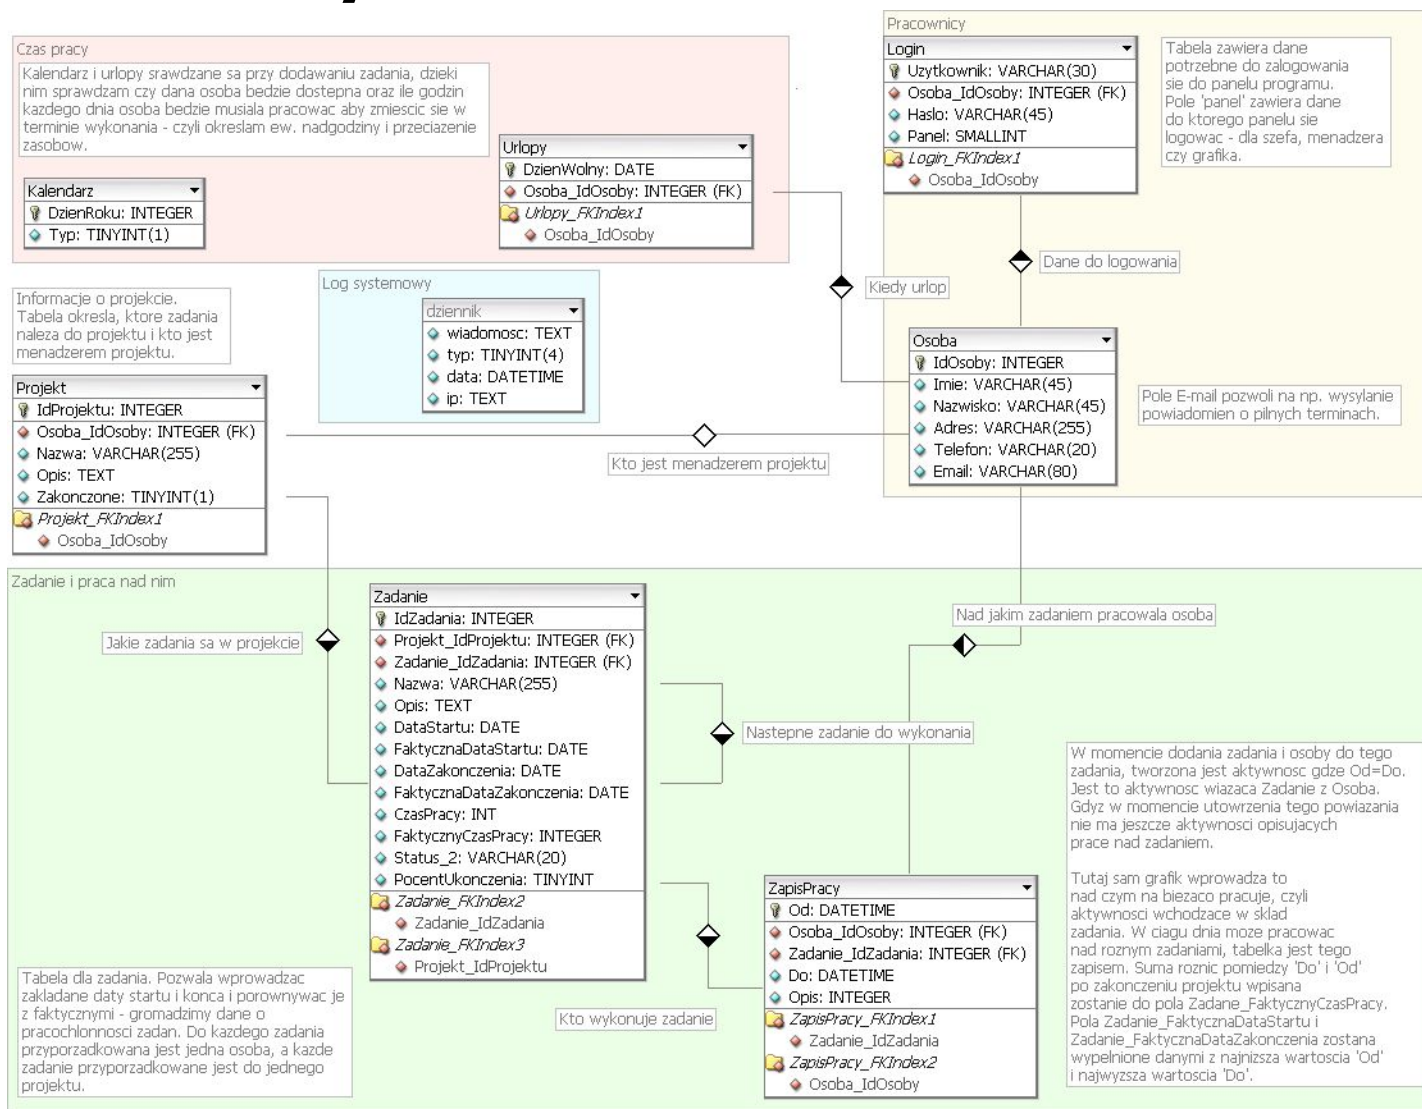 Pracownicy
Czas pracy
Kalendarz i urlopy srawdzane sa przy dodawaniu zadania, dzieki
nim sprawdzam czy dana osoba bedzie dostepna oraz ile godzin
kazdego dnia osoba bedzie musiala pracowac aby zmiescic sie w
terminie wykonania - czyli okreslam ew. nadgodziny i przeciazenie
zasobow.
Kalendarz
DzienRoku: INTEGER
Typ: TINYINT(1)
Urlopy
DzienWolny: DATE
Osoba_IdOsoby: INTEGER (FK)
Urlopy_FKIndex1
Osoba_IdOsoby
Login
Uzytkownik: VARCHAR(30)
Osoba_IdOsoby: INTEGER (FK)
Haslo: VARCHAR(45)
Panel: SMALLINT
Login_FKIndex1
Osoba_IdOsoby
Tabela zawiera dane
potrzebne do zalogowania
sie do panelu programu.
Pole 'panel' zawiera dane
do ktorego panelu sie
logowac - dla szefa, menadzera
czy grafika.
Dane do logowania
Kiedy urlop
Log systemowy
dziennik
wiadomosc: TEXT
typ: TINYINT(4)
data: DATETIME
ip: TEXT
Informacje o projekcie.
Tabela okresla, ktore zadania
naleza do projektu i kto jest
menadzerem projektu.
Projekt
IdProjektu: INTEGER
Osoba_IdOsoby: INTEGER (FK)
Nazwa: VARCHAR(255)
Opis: TEXT
Zakonczone: TINYINT(1)
Projekt_FKIndex1
Osoba_IdOsoby
Osoba
IdOsoby: INTEGER
Imie: VARCHAR(45)
Nazwisko: VARCHAR(45)
Adres: VARCHAR(255)
Telefon: VARCHAR(20)
Email: VARCHAR(80)
Pole E-mail pozwoli na np. wysylanie
powiadomien o pilnych terminach.
Kto jest menadzerem projektu
Zadanie i praca nad nim
Jakie zadania sa w projekcie
Zadanie
IdZadania: INTEGER
Projekt_IdProjektu: INTEGER (FK)
Zadanie_IdZadania: INTEGER (FK)
Nazwa: VARCHAR(255)
Opis: TEXT
DataStartu: DATE
FaktycznaDataStartu: DATE
DataZakonczenia: DATE
FaktycznaDataZakonczenia: DATE
CzasPracy: INT
FaktycznyCzasPracy: INTEGER
Status_2: VARCHAR(20)
PocentUkonczenia: TINYINT
Zadanie_FKIndex2
Zadanie_IdZadania
Zadanie_FKIndex3
Projekt_IdProjektu
Nad jakim zadaniem pracowala osoba
Nastepne zadanie do wykonania
W momencie dodania zadania i osoby do tego
zadania, tworzona jest aktywnosc gdze Od=Do.
Jest to aktywnosc wiazaca Zadanie z Osoba.
Gdyz w momencie utowrzenia tego powiazania
nie ma jeszcze aktywnosci opisujacych
prace nad zadaniem.
Tutaj sam grafik wprowadza to
nad czym na biezaco pracuje, czyli
aktywnosci wchodzace w sklad
zadania. W ciagu dnia moze pracowac
nad roznym zadaniami, tabelka jest tego
zapisem. Suma roznic pomiedzy 'Do' i 'Od'
po zakonczeniu projektu wpisana
zostanie do pola Zadane_FaktycznyCzasPracy.
Pola Zadanie_FaktycznaDataStartu i
Zadanie_FaktycznaDataZakonczenia zostana
wypelnione danymi z najnizsza wartoscia 'Od'
i najwyzsza wartoscia 'Do'.
ZapisPracy
Od: DATETIME
Osoba_IdOsoby: INTEGER (FK)
Zadanie_IdZadania: INTEGER (FK)
Do: DATETIME
Opis: INTEGER
ZapisPracy_FKIndex1
Zadanie_IdZadania
ZapisPracy_FKIndex2
Osoba_IdOsoby
Kto wykonuje zadanie
Tabela dla zadania. Pozwala wprowadzac
zakladane daty startu i konca i porownywac je
z faktycznymi - gromadzimy dane o
pracochlonnosci zadan. Do kazdego zadania
przyporzadkowana jest jedna osoba, a kazde
zadanie przyporzadkowane jest do jednego
projektu.